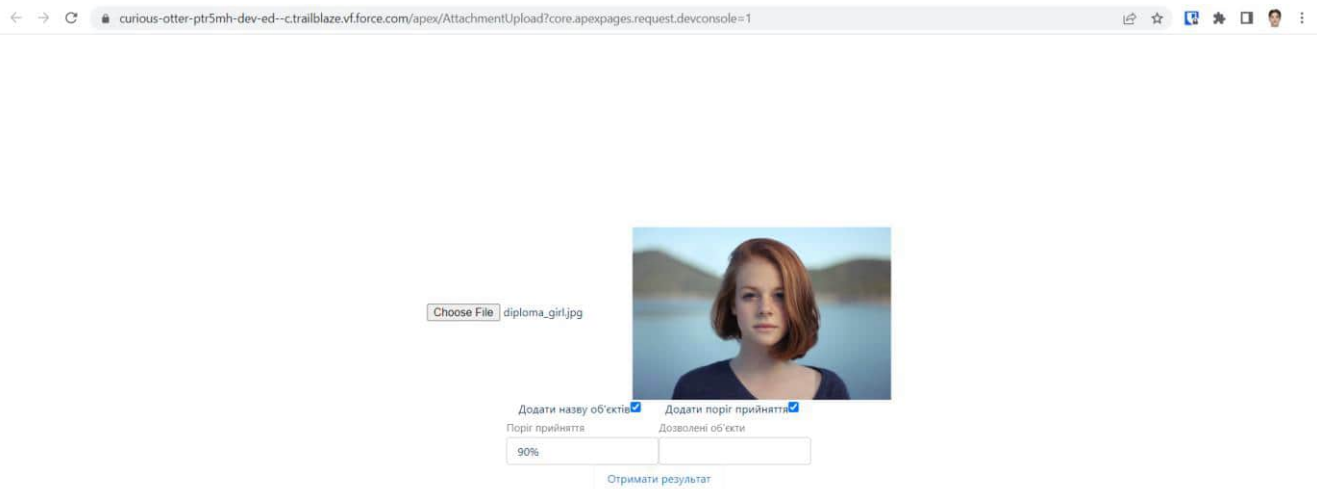 curious-otter-ptr5mh-dev-ed--c.trailblaze.vf.force.com/apex/AttachmentUpload?core.apexpages.request.devconsole=1
Choose File diploma_girl.jpg
Додати назву об'єктів Додати поріг прийняття
Поріг прийняття Дозволені об'єкти
90%
Отримати результат